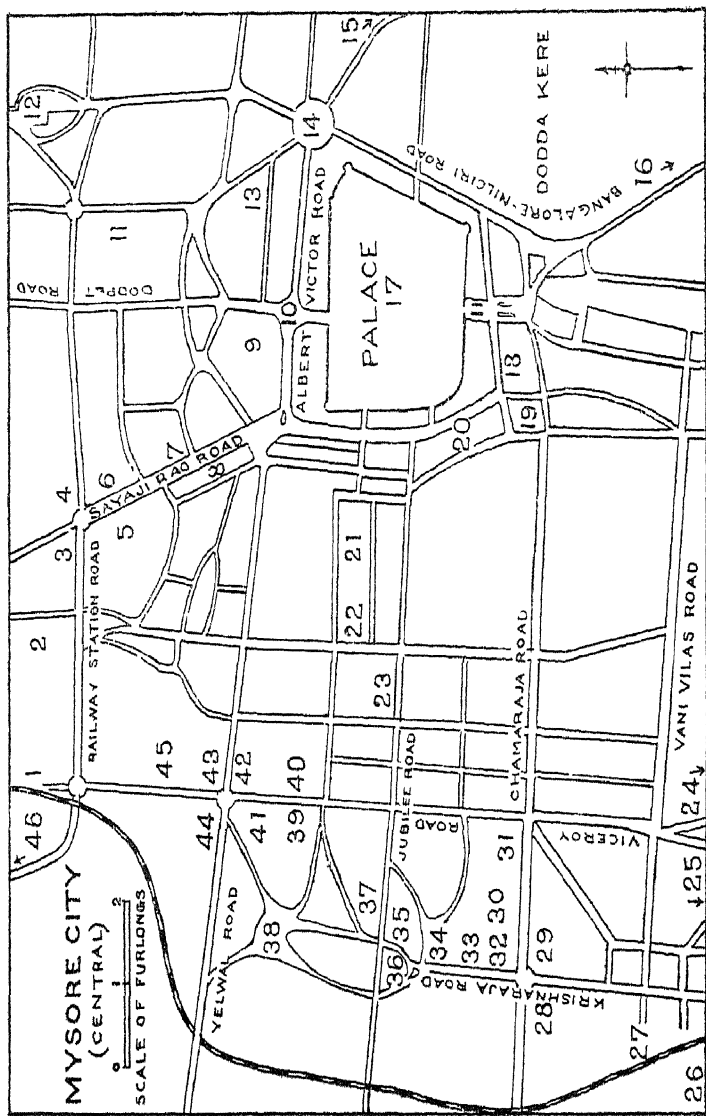 MYSORE CITY
(CENTRAL)
0 1 2
SCALE OF FURLONGS
46
1
2
3
4
RAILWAY STATION ROAD
SAYAJI RAO ROAD
5
6
7
8
DODPET ROAD
11
12
45
43
44
42
41
40
39
YELWAL ROAD
38
9
10
13
14
15
ALBERT VICTOR ROAD
PALACE
17
37
36
35
34
33
32
30
31
JUBILEE ROAD
22
21
23
20
19
18
BANGALORE-NILGIRI ROAD
DODDA KERE
16
CHAMARAJA ROAD
VICEROY ROAD
KRISHNARAJA ROAD
28
29
27
26
25
24
VANI VILAS ROAD